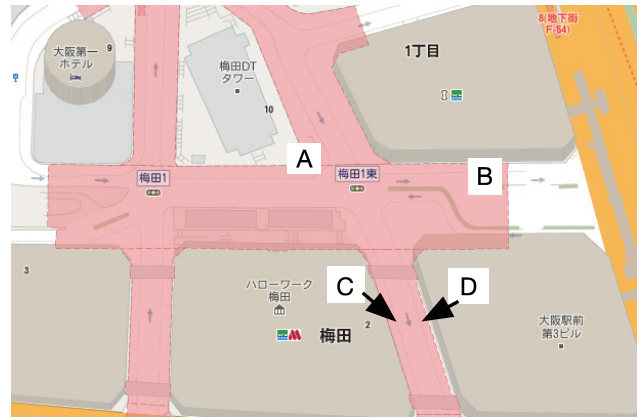 8(地下街
F-54)
大阪第一
ホテル
9
梅田DT
タワー
10
1丁目
A
B
梅田1
梅田1東
C
D
3
ハローワーク
梅田
梅田
2
大阪駅前
第3ビル